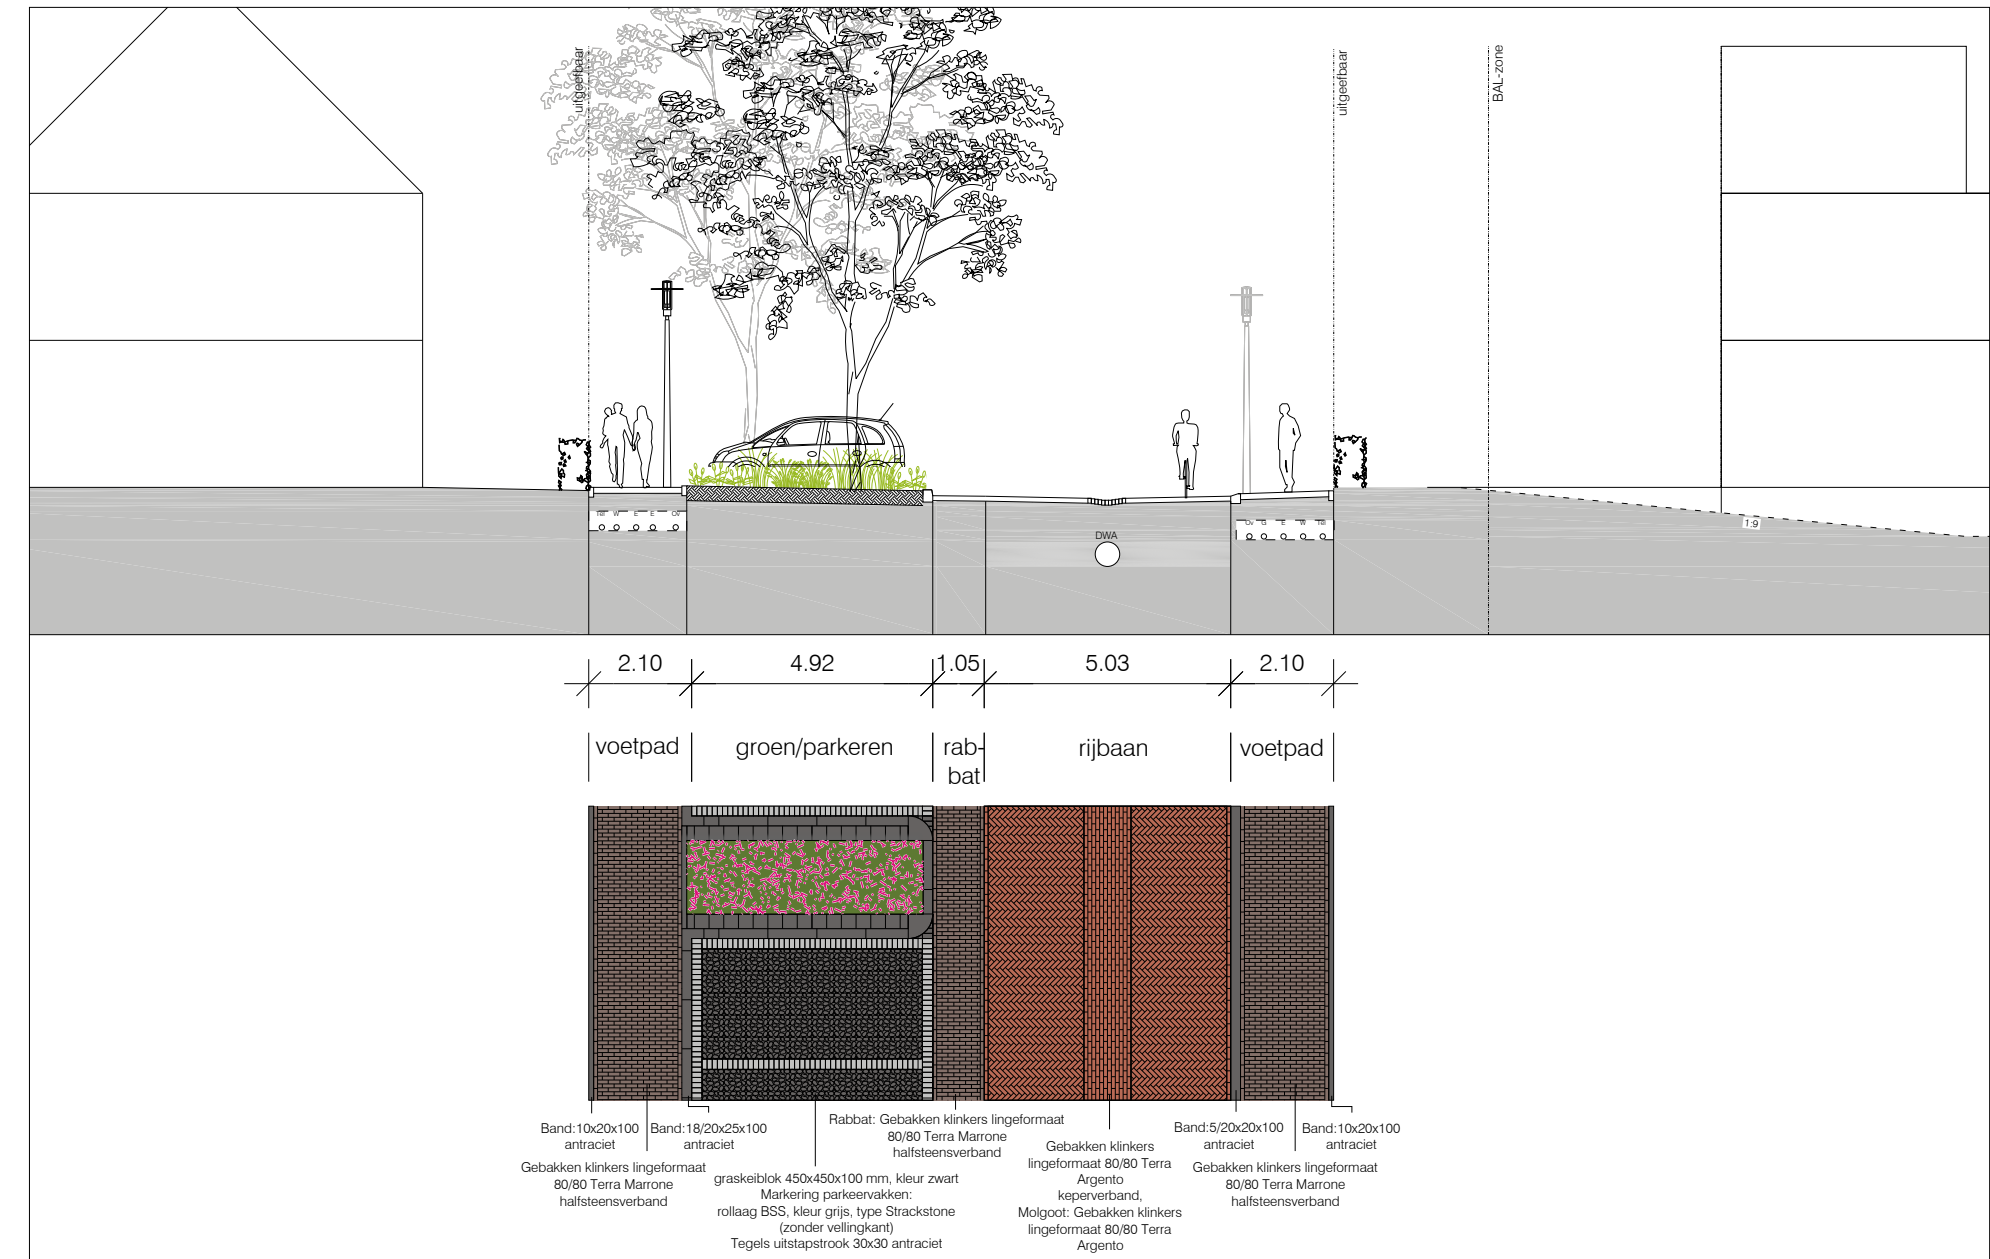 uitgeefbaar
uitgeefbaar
BAL-zone
W E E Ov
DWA
Ov G E W Tel
1:9
2.10 4.92 1.05 5.03 2.10
voetpad groen/parkeren rab-
bat
rijbaan voetpad
Band:10x20x100
antraciet
Gebakken klinkers lingeformaat
80/80 Terra Marrone
halfsteensverband
Band:18/20x25x100
antraciet
graskeiblok 450x450x100 mm, kleur zwart
Markering parkeervakken:
rollaag BSS, kleur grijs, type Strackstone
(zonder vellingkant)
Tegels uitstapstrook 30x30 antraciet
Rabbat: Gebakken klinkers lingeformaat
80/80 Terra Marrone
halfsteensverband
Gebakken klinkers
lingeformaat 80/80 Terra
Argento
keperverband,
Molgoot: Gebakken klinkers
lingeformaat 80/80 Terra
Argento
Band:5/20x20x100
antraciet
Band:10x20x100
antraciet
Gebakken klinkers lingeformaat
80/80 Terra Marrone
halfsteensverband